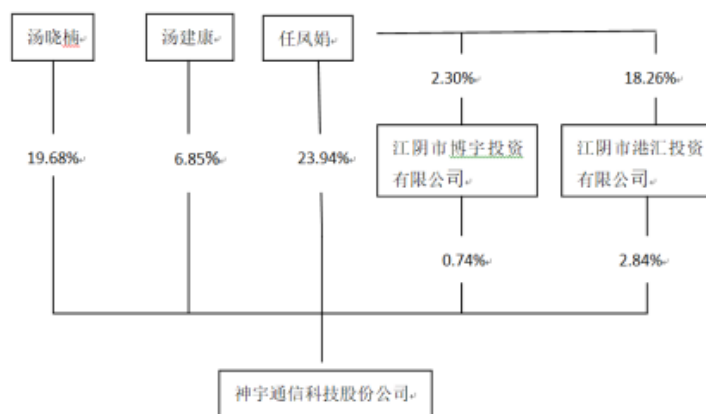 汤晓楠
汤建康
任凤娟
2.30%
18.26%
19.68%
6.85%
23.94%
江阴市博宇投资
有限公司
江阴市港汇投资
有限公司
0.74%
2.84%
神宇通信科技股份公司